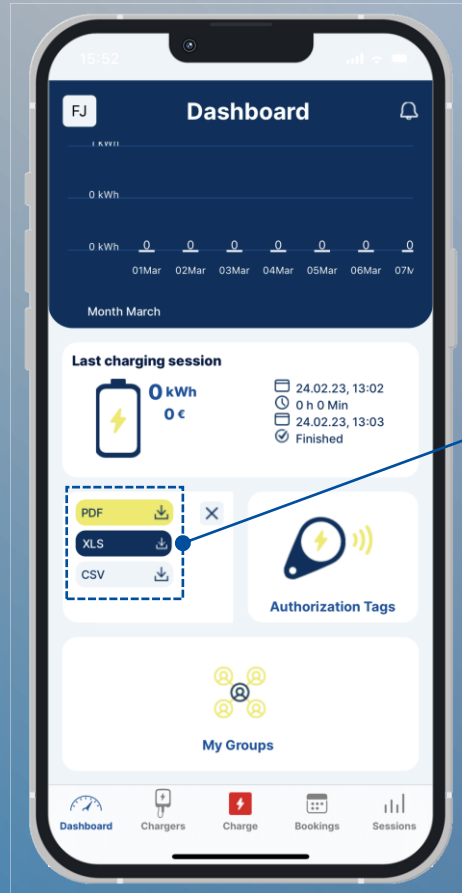 15:52
FJ
Dashboard
1 kWh
0 kWh
0 kWh
0 0 0 0 0 0 0
01Mar 02Mar 03Mar 04Mar 05Mar 06Mar
Month March
Last charging session
0 kWh
0 €
24.02.23, 13:02
0 h 0 Min
24.02.23, 13:03
Finished
PDF
XLS
CSV
Authorization Tags
My Groups
Dashboard Chargers Charge Bookings Sessions